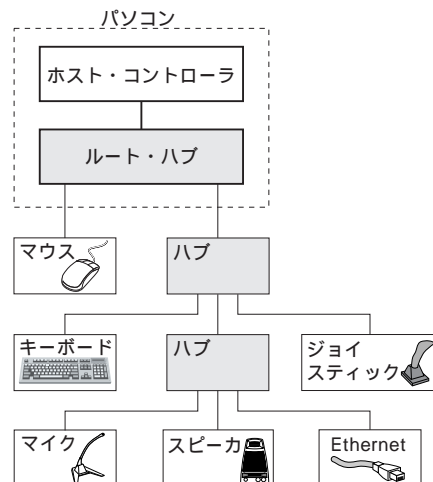 パソコン
ホスト・コントローラ
ルート・ハブ
マウス
ハブ
キーボード
ハブ
ジョイ
スティック
マイク
スピーカ
Ethernet